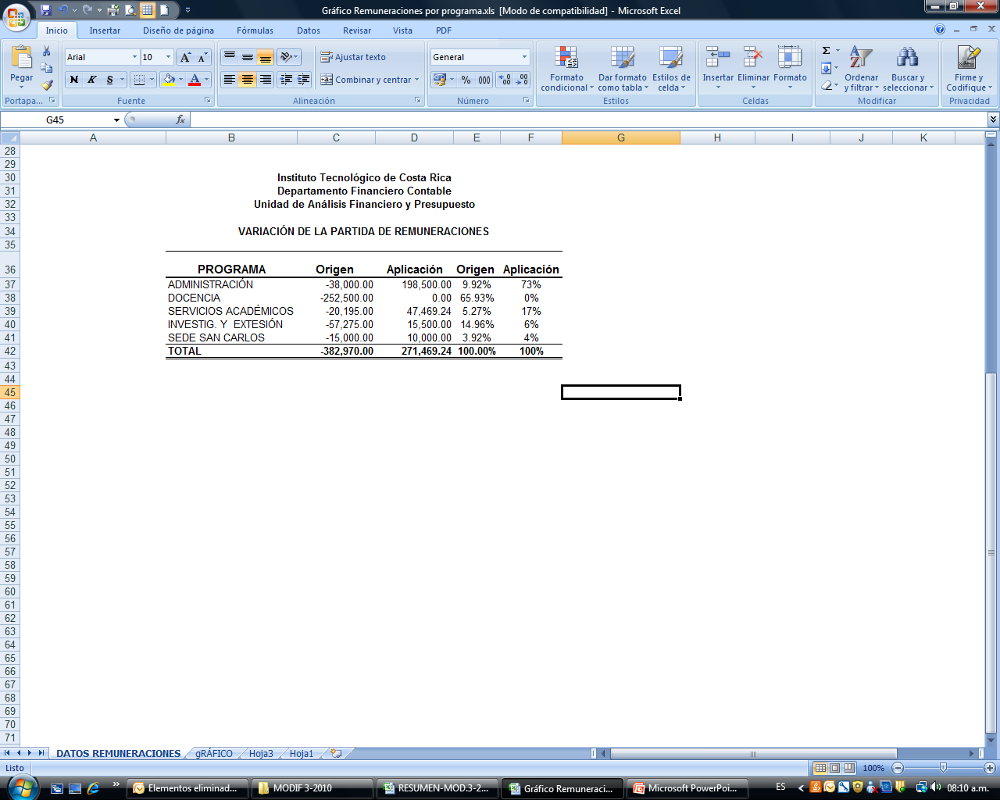 Gráfico Remuneraciones por programa.xls [Modo de compatibilidad] - Microsoft Excel
Inicio Insertar Diseño de página Fórmulas Datos Revisar Vista PDF
Pegar
Arial 10
N K S
Ajustar texto
Combinar y centrar
General
% 000
Formato condicional
Dar formato como tabla
Estilos de celda
Insertar Eliminar Formato
Ordenar y filtrar
Buscar y seleccionar
Firme y Codifique
Portapa... Fuente Alineación Número Estilos Celdas Modificar Privacidad
G45 fx
A B C D E F G H I J K
28
29
30 Instituto Tecnológico de Costa Rica
31 Departamento Financiero Contable
32 Unidad de Análisis Financiero y Presupuesto
33
34 VARIACIÓN DE LA PARTIDA DE REMUNERACIONES
35
36 PROGRAMA Origen Aplicación Origen Aplicación
37 ADMINISTRACIÓN -38,000.00 198,500.00 9.92% 73%
38 DOCENCIA -252,500.00 0.00 65.93% 0%
39 SERVICIOS ACADÉMICOS -20,195.00 47,469.24 5.27% 17%
40 INVESTIG. Y EXTESIÓN -57,275.00 15,500.00 14.96% 6%
41 SEDE SAN CARLOS -15,000.00 10,000.00 3.92% 4%
42 TOTAL -382,970.00 271,469.24 100.00% 100%
43
44
45
46
47
48
49
50
51
52
53
54
55
56
57
58
59
60
61
62
63
64
65
66
67
68
69
70
71
DATOS REMUNERACIONES gRÁFICO Hoja3 Hoja1
Listo 100%
Elementos eliminad... MODIF 3-2010 RESUMEN-MOD.3-2... Gráfico Remuneraci... Microsoft PowerPoi... ES 08:10 a.m.